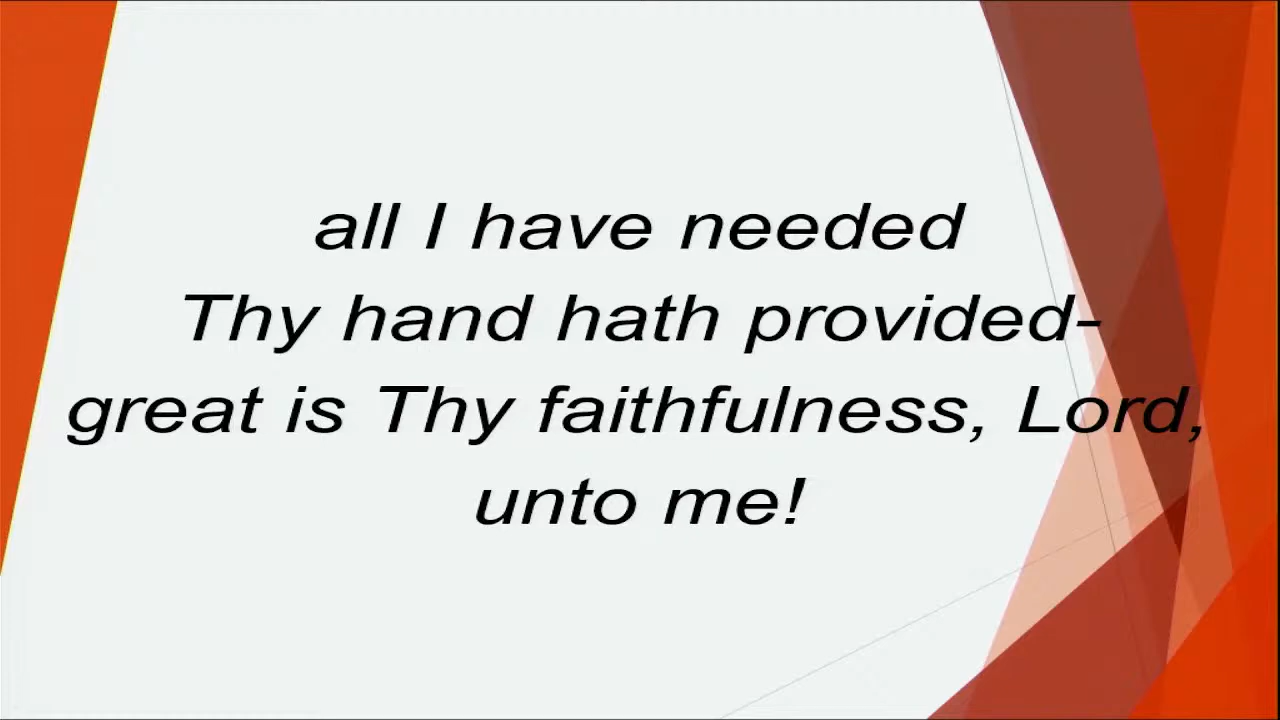 all I have needed
Thy hand hath provided-
great is Thy faithfulness, Lord,
unto me!